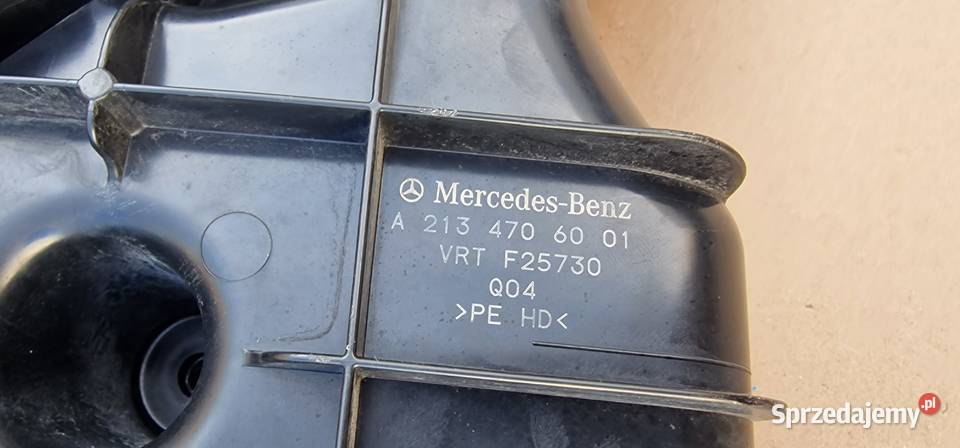 Mercedes-Benz
A 213 470 60 01
VRT F25730
Q04
>PE HD<
Sprzedajemy.pl